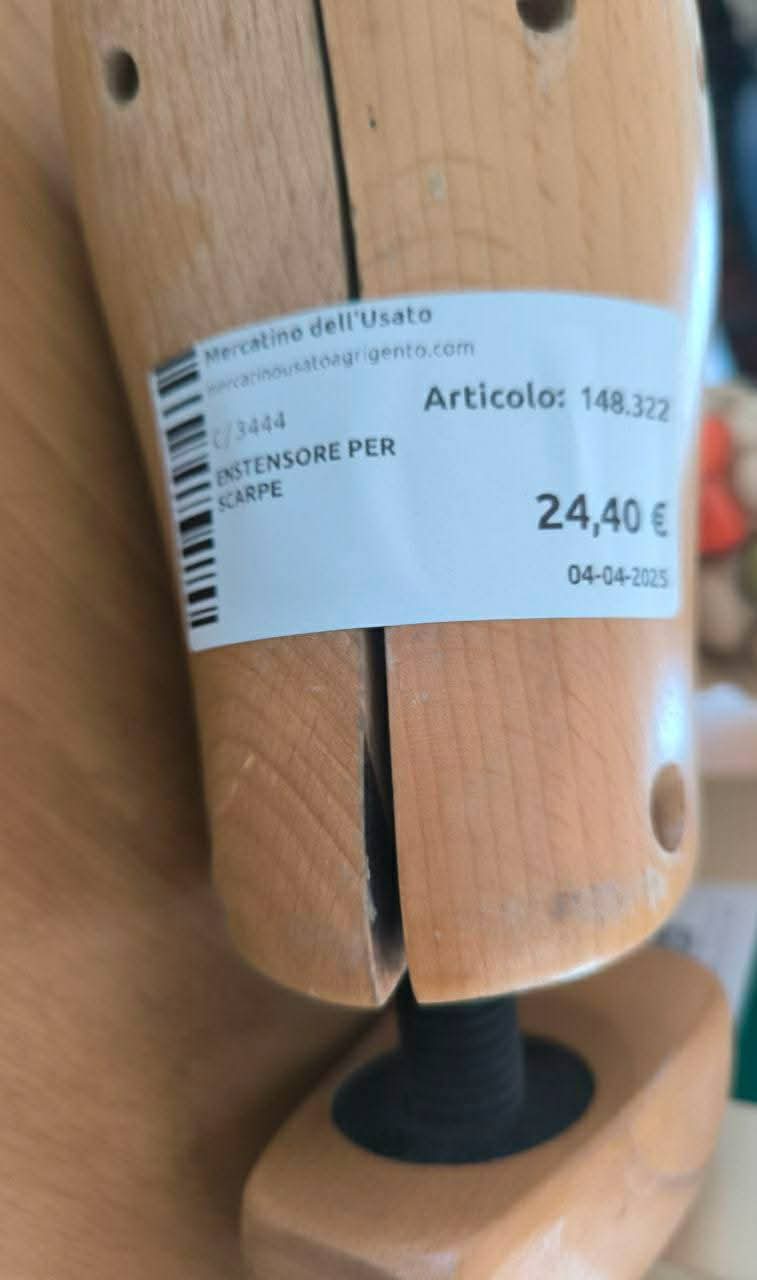 Mercatino dell'Usato
mercatinousatoagrigento.com
Articolo: 148.322
C/3444
ENSTENSORE PER
SCARPE
24,40 €
04-04-2025